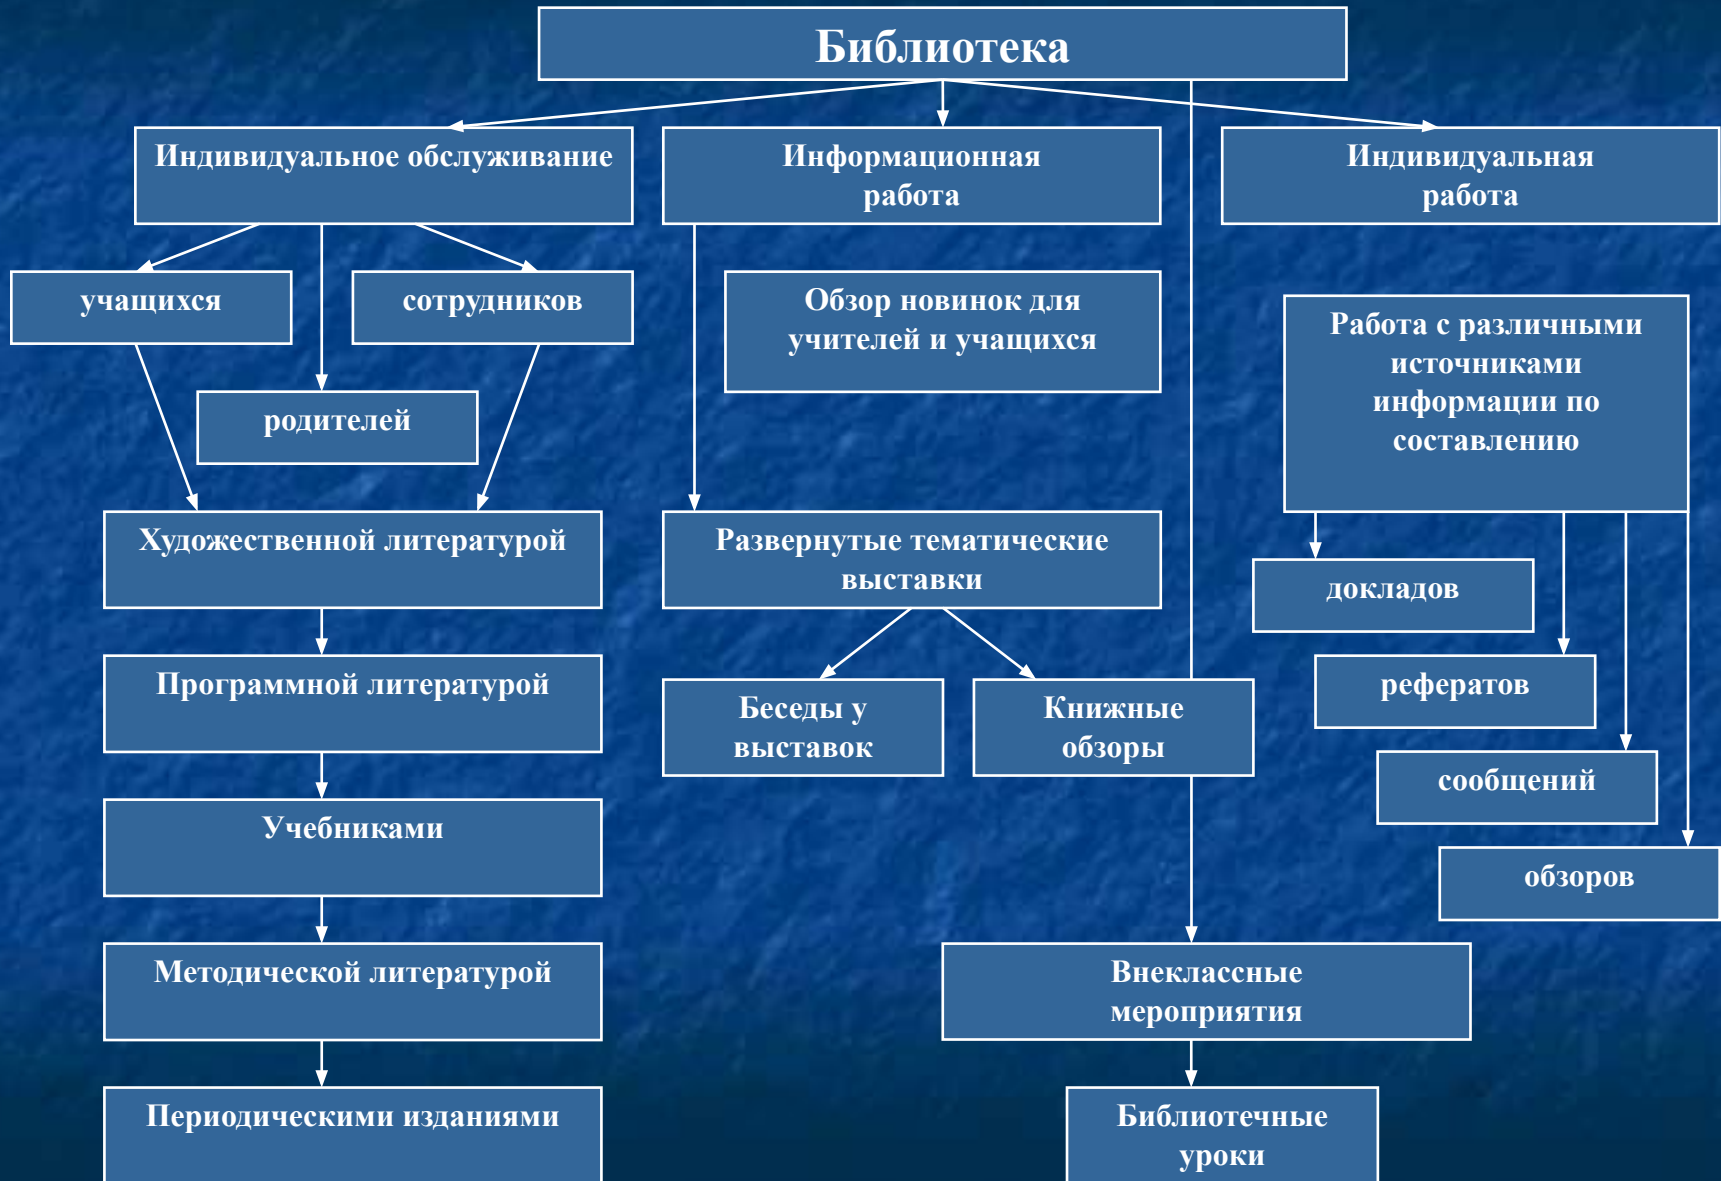 Библиотека
Индивидуальное обслуживание
Информационная
работа
Индивидуальная
работа
учащихся
сотрудников
родителей
Обзор новинок для
учителей и учащихся
Работа с различными
источниками
информации по
составлению
Художественной литературой
Развернутые тематические
выставки
докладов
Программной литературой
Беседы у
выставок
Книжные
обзоры
рефератов
сообщений
Учебниками
обзоров
Методической литературой
Внеклассные
мероприятия
Периодическими изданиями
Библиотечные
уроки